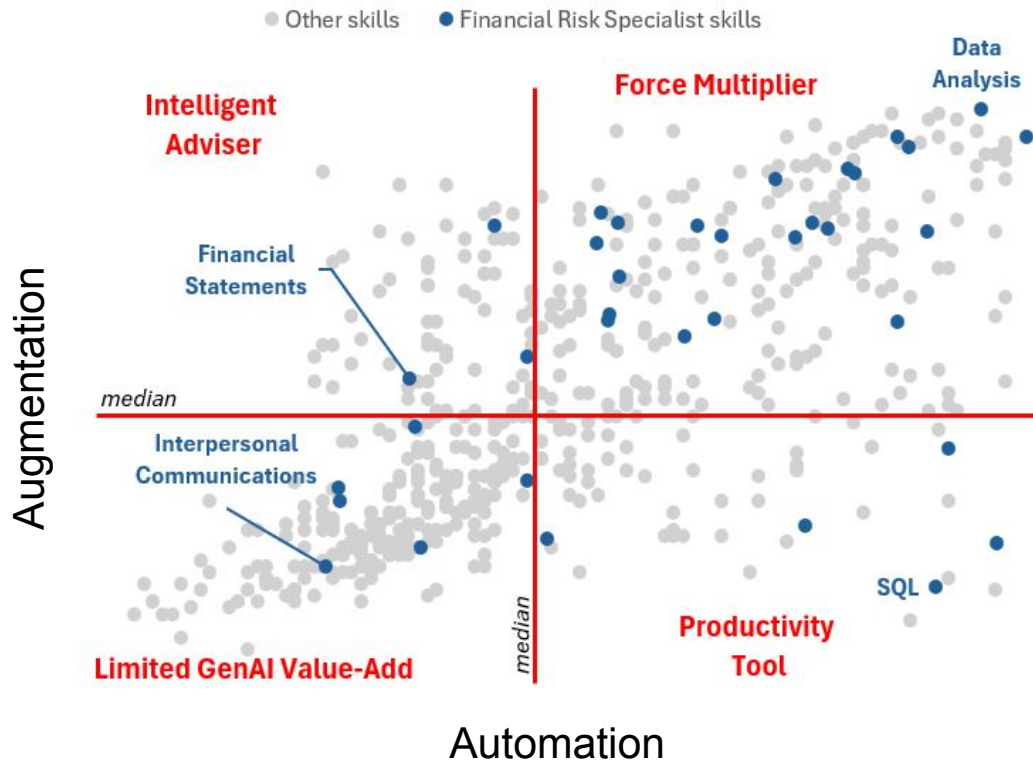 Other skills
Financial Risk Specialist skills
Data
Analysis
Force Multiplier
Intelligent
Adviser
Financial
Statements
Augmentation
median
Interpersonal
Communications
median
SQL
Productivity
Tool
Limited GenAI Value-Add
Automation